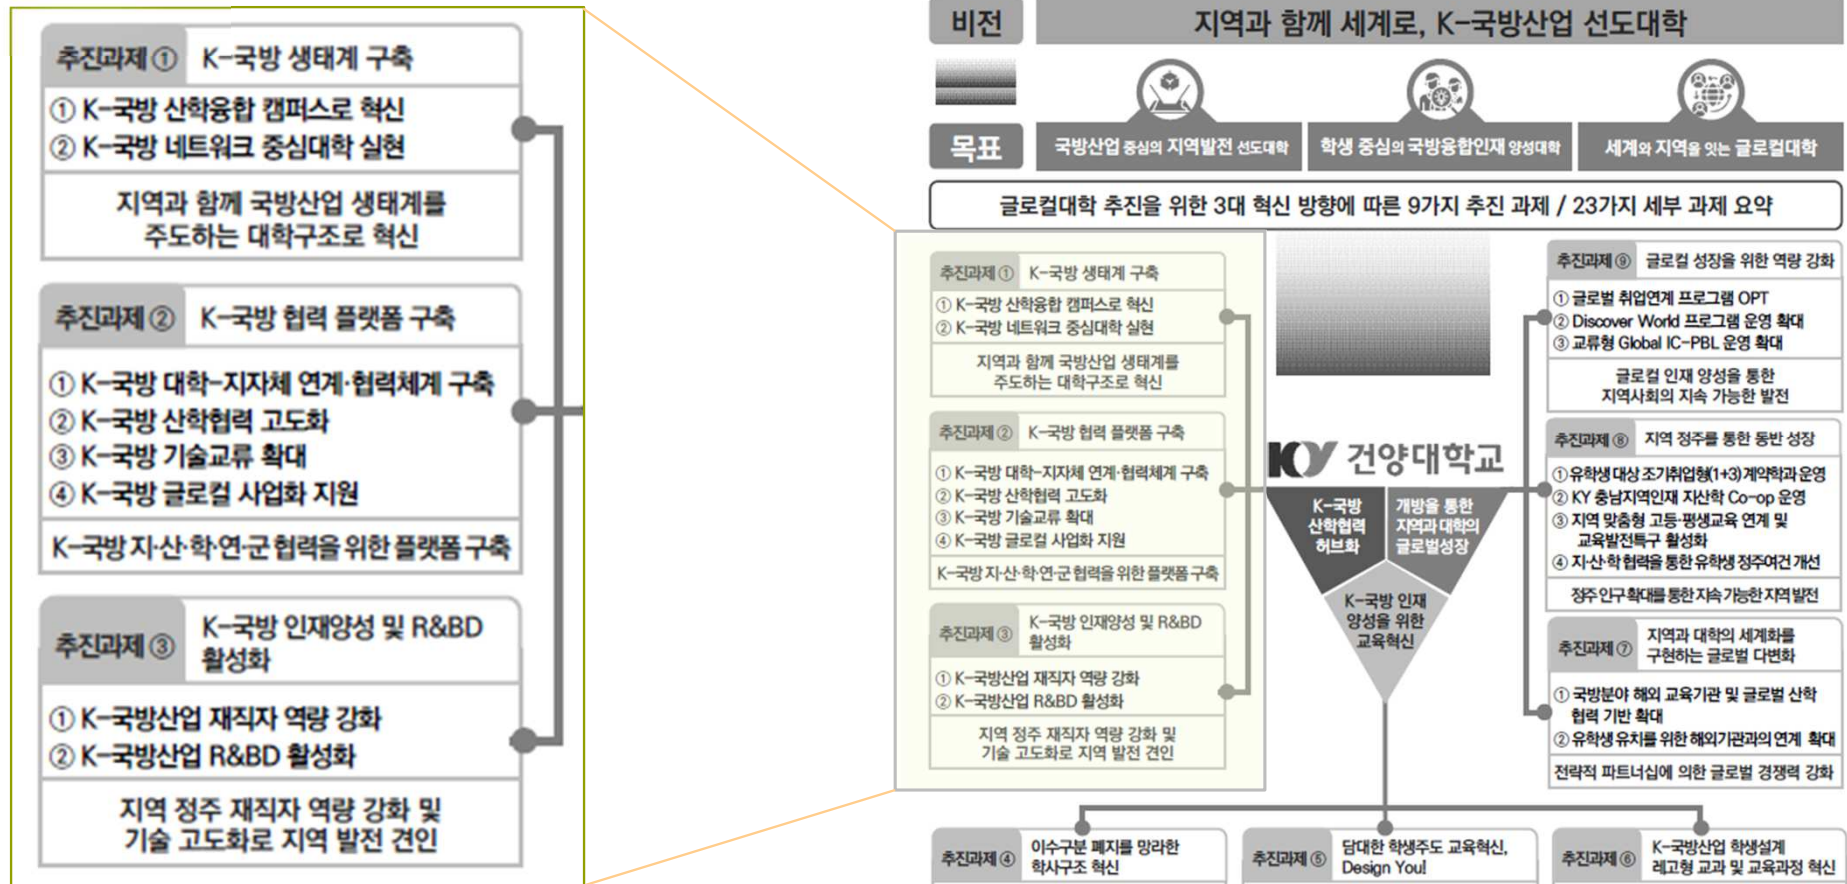 추진과제 ① K-국방 생태계 구축
① K-국방 산학융합 캠퍼스로 혁신
② K-국방 네트워크 중심대학 실현
지역과 함께 국방산업 생태계를
주도하는 대학구조로 혁신
추진과제 ② K-국방 협력 플랫폼 구축
① K-국방 대학-지자체 연계·협력체계 구축
② K-국방 산학협력 고도화
③ K-국방 기술교류 확대
④ K-국방 글로컬 사업화 지원
K-국방 지·산·학·연·군 협력을 위한 플랫폼 구축
추진과제 ③ K-국방 인재양성 및 R&BD
활성화
① K-국방산업 재직자 역량 강화
② K-국방산업 R&BD 활성화
지역 정주 재직자 역량 강화 및
기술 고도화로 지역 발전 견인
비전 지역과 함께 세계로, K-국방산업 선도대학
목표 국방산업 중심의 지역발전 선도대학 학생 중심의 국방융합인재 양성대학 세계와 지역을 잇는 글로컬대학
글로컬대학 추진을 위한 3대 혁신 방향에 따른 9가지 추진 과제 / 23가지 세부 과제 요약
추진과제 ① K-국방 생태계 구축
① K-국방 산학융합 캠퍼스로 혁신
② K-국방 네트워크 중심대학 실현
지역과 함께 국방산업 생태계를
주도하는 대학구조로 혁신
추진과제 ② K-국방 협력 플랫폼 구축
① K-국방 대학-지자체 연계·협력체계 구축
② K-국방 산학협력 고도화
③ K-국방 기술교류 확대
④ K-국방 글로컬 사업화 지원
K-국방 지·산·학·연·군 협력을 위한 플랫폼 구축
추진과제 ③ K-국방 인재양성 및 R&BD
활성화
① K-국방산업 재직자 역량 강화
② K-국방산업 R&BD 활성화
지역 정주 재직자 역량 강화 및
기술 고도화로 지역 발전 견인
KY 건양대학교
K-국방
산학협력
허브화
개방을 통한
지역과 대학의
글로벌성장
K-국방 인재
양성을 위한
교육혁신
추진과제 ⑨ 글로컬 성장을 위한 역량 강화
① 글로벌 취업연계 프로그램 OPT
② Discover World 프로그램 운영 확대
③ 교류형 Global IC-PBL 운영 확대
글로컬 인재 양성을 통한
지역사회의 지속 가능한 발전
추진과제 ⑧ 지역 정주를 통한 동반 성장
① 유학생 대상 조기취업형(1+3) 계약학과 운영
② KY 충남지역인재 지산학 Co-op 운영
③ 지역 맞춤형 고등·평생교육 연계 및
교육발전특구 활성화
④ 지·산·학 협력을 통한 유학생 정주여건 개선
정주 인구 확대를 통한 지속 가능한 지역 발전
추진과제 ⑦ 지역과 대학의 세계화를
구현하는 글로벌 다변화
① 국방분야 해외 교육기관 및 글로벌 산학
협력 기반 확대
② 유학생 유치를 위한 해외기관과의 연계 확대
전략적 파트너십에 의한 글로벌 경쟁력 강화
추진과제 ④ 이수구분 폐지를 망라한
학사구조 혁신
추진과제 ⑤ 담대한 학생주도 교육혁신,
Design You!
추진과제 ⑥ K-국방산업 학생설계
레고형 교과 및 교육과정 혁신